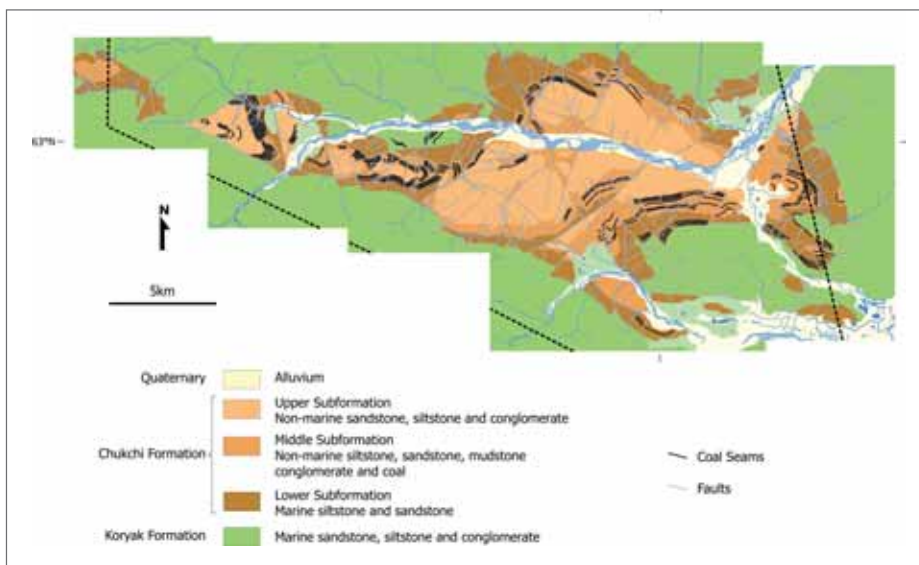 63°N
N
5km
Quaternary
Alluvium
Chukchi Formation
Upper Subformation
Non-marine sandstone, siltstone and conglomerate
Middle Subformation
Non-marine siltstone, sandstone, mudstone
conglomerate and coal
Lower Subformation
Marine siltstone and sandstone
Koryak Formation
Marine sandstone, siltstone and conglomerate
Coal Seams
Faults